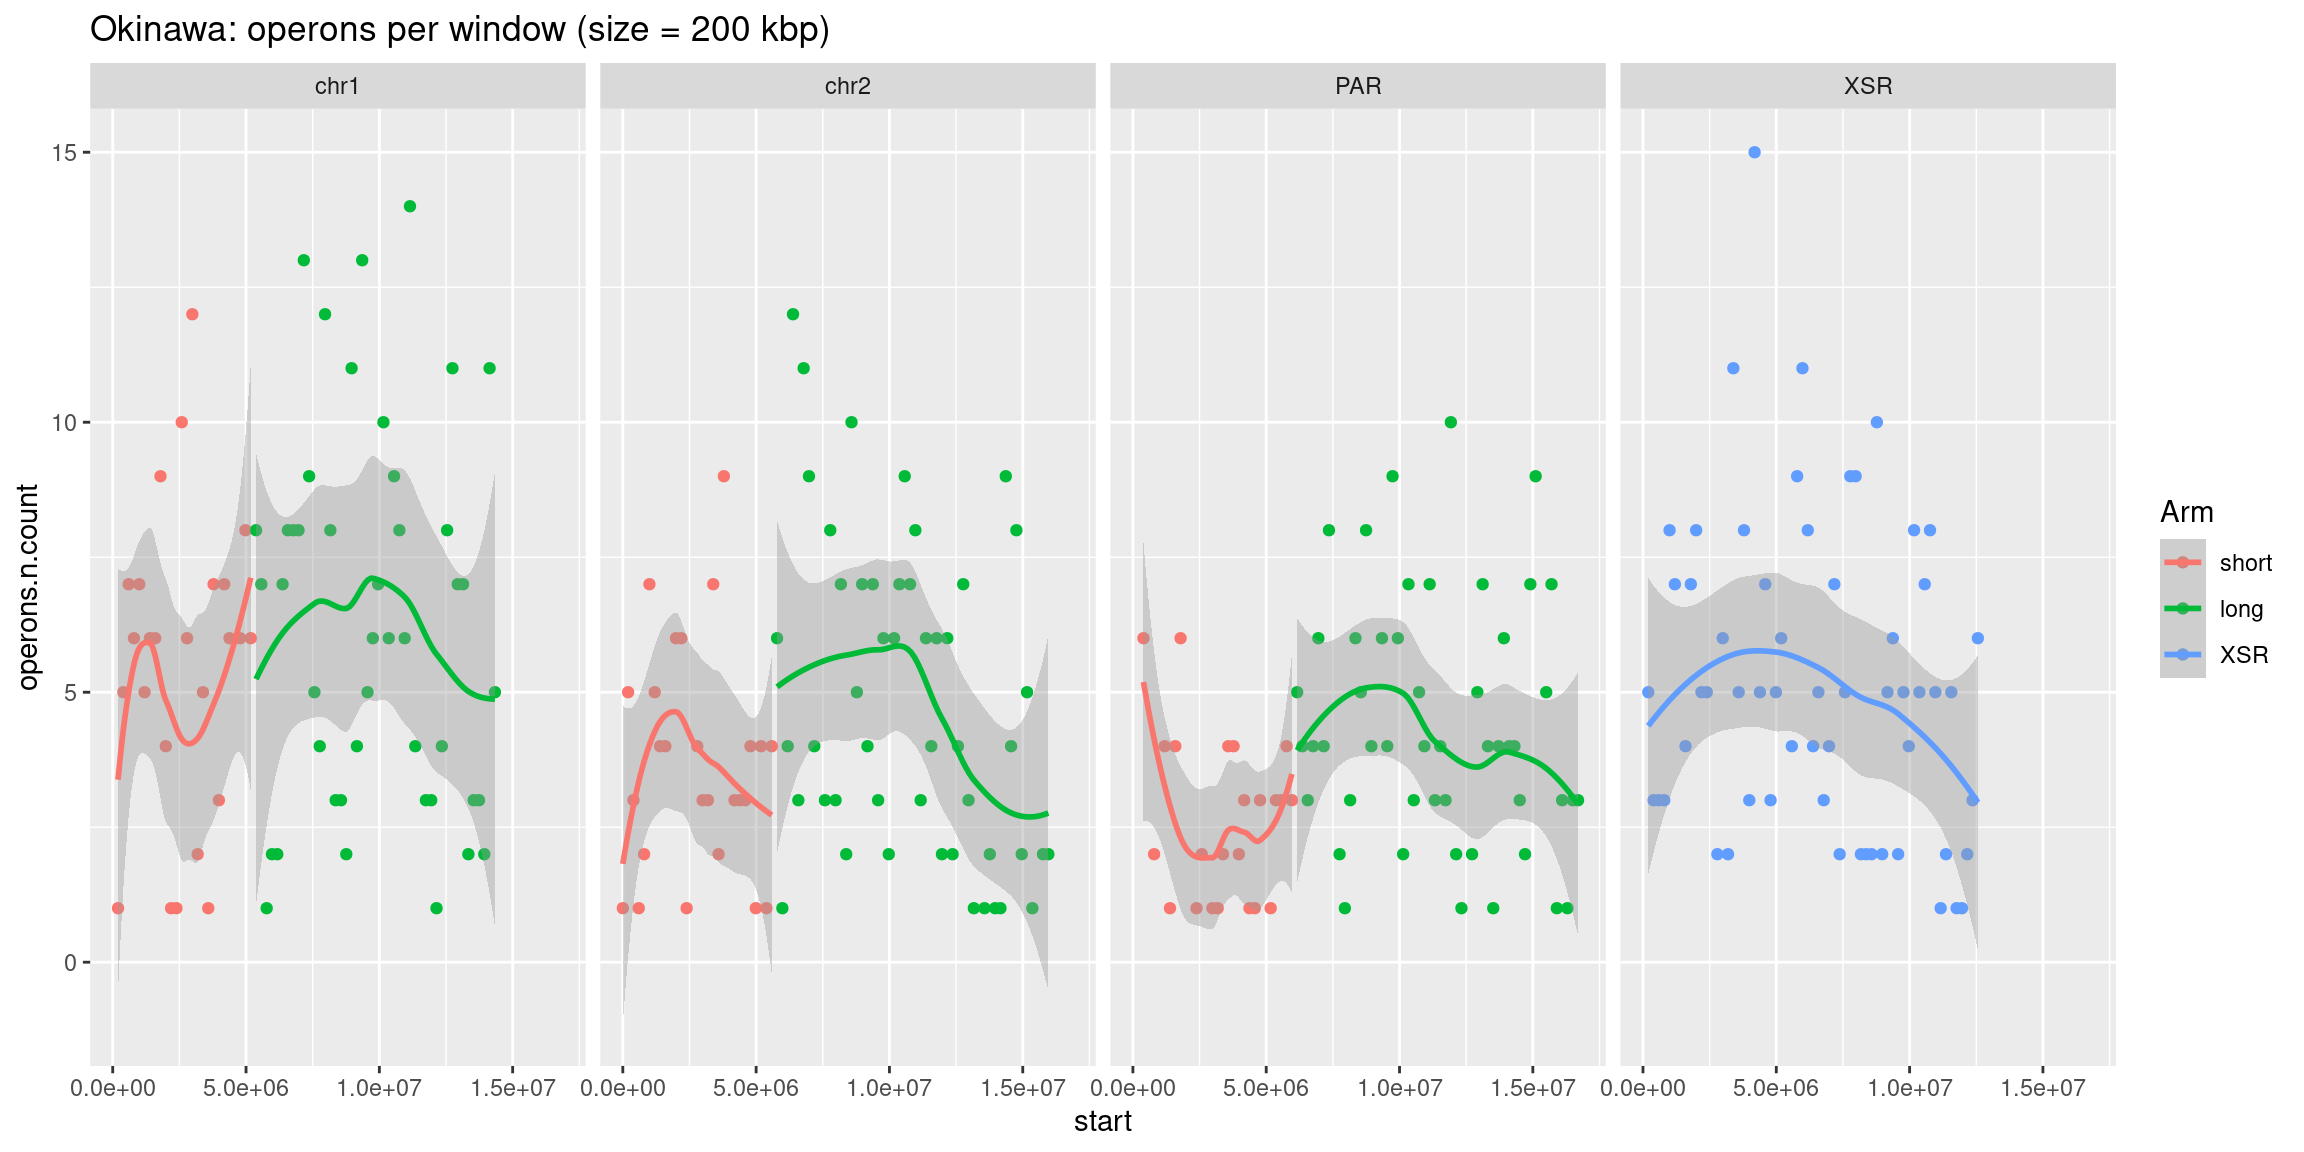 Okinawa: operons per window (size = 200 kbp)
chr1
chr2
PAR
XSR
15
10
5
0
operons.n.count
0.0e+00 5.0e+06 1.0e+07 1.5e+07
0.0e+00 5.0e+06 1.0e+07 1.5e+07
0.0e+00 5.0e+06 1.0e+07 1.5e+07
0.0e+00 5.0e+06 1.0e+07 1.5e+07
start
Arm
short
long
XSR